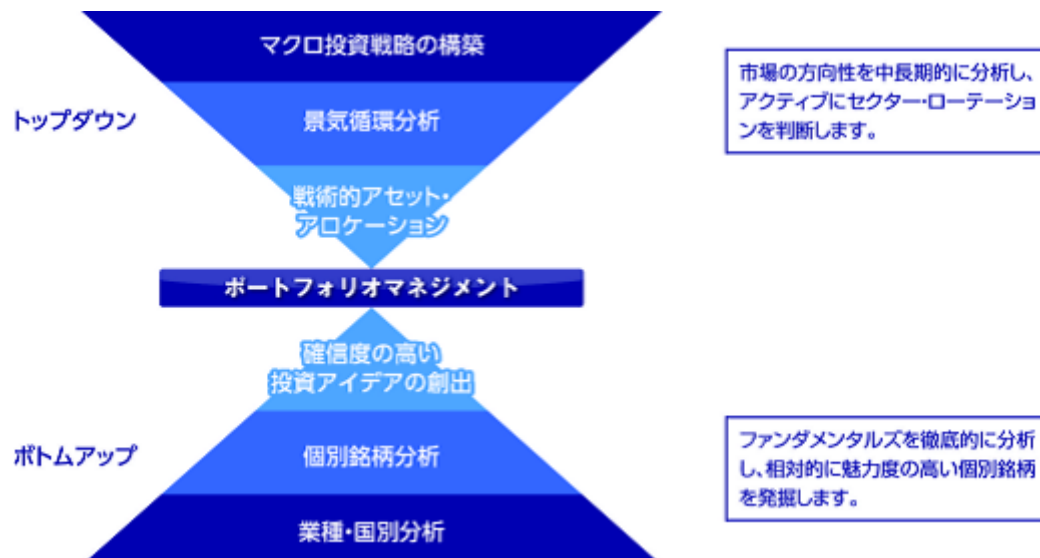 マクロ投資戦略の構築
トップダウン
景気循環分析
戦術的アセット・
アロケーション
市場の方向性を中長期的に分析し、
アクティブにセクター・ローテーショ
ンを判断します。
ポートフォリオマネジメント
確信度の高い
投資アイデアの創出
ボトムアップ
個別銘柄分析
業種・国別分析
ファンダメンタルズを徹底的に分析
し、相対的に魅力度の高い個別銘柄
を発掘します。